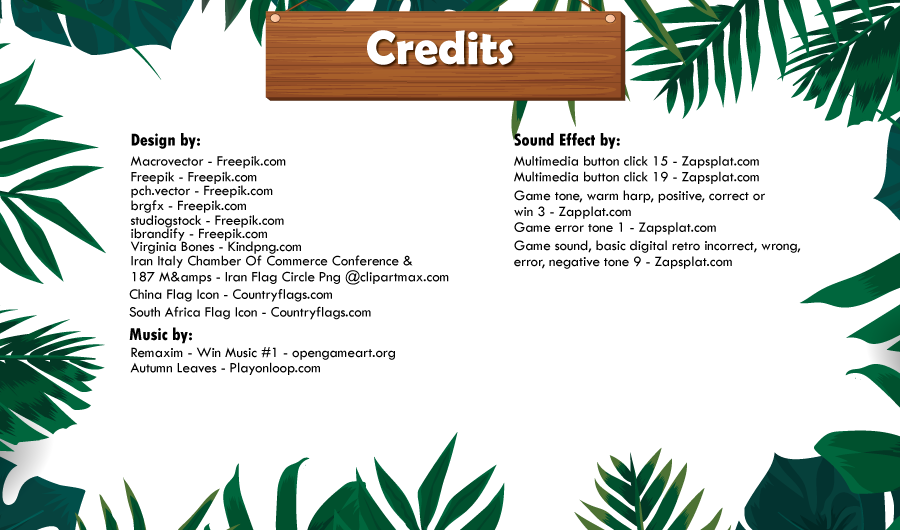 Credits
Design by:
Macrovector - Freepik.com
Freepik - Freepik.com
pch.vector - Freepik.com
brgfx - Freepik.com
studiogstock - Freepik.com
ibrandify - Freepik.com
Virginia Bones - Kindpng.com
Iran Italy Chamber Of Commerce Conference &
187 M&amps - Iran Flag Circle Png @clipartmax.com
China Flag Icon - Countryflags.com
South Africa Flag Icon - Countryflags.com
Music by:
Remaxim - Win Music #1 - opengameart.org
Autumn Leaves - Playonloop.com
Sound Effect by:
Multimedia button click 15 - Zapsplat.com
Multimedia button click 19 - Zapsplat.com
Game tone, warm harp, positive, correct or
win 3 - Zapplat.com
Game error tone 1 - Zapsplat.com
Game sound, basic digital retro incorrect, wrong,
error, negative tone 9 - Zapsplat.com